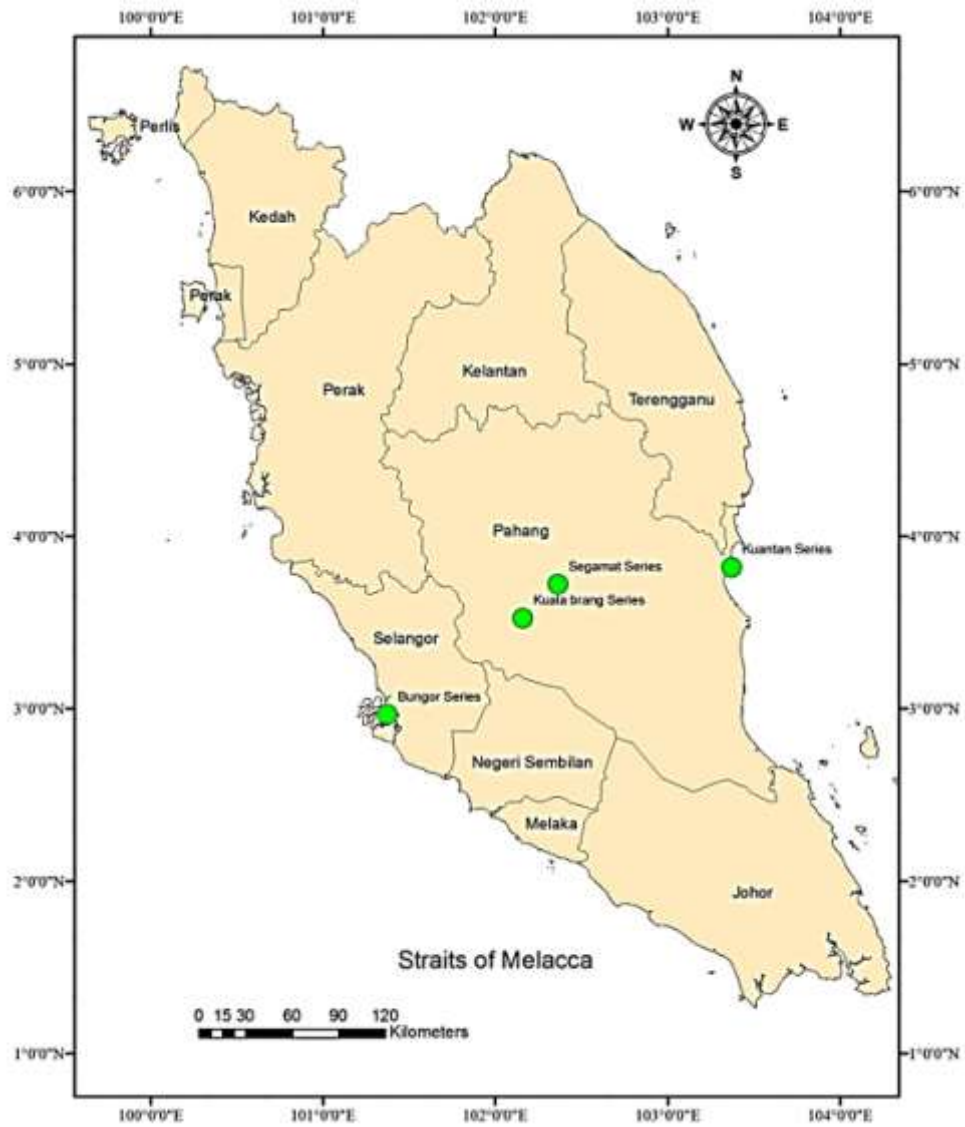 100°0'0"E 101°0'0"E 102°0'0"E 103°0'0"E 104°0'0"E
N
W E
S
Perlis
6°0'0"N 6°0'0"N
Kedah
Perak
5°0'0"N 5°0'0"N
Kelantan
Perak
Terengganu
4°0'0"N 4°0'0"N
Pahang
Kuantan Series
Segamat Series
Kuala brang Series
Selangor
Bungor Series
3°0'0"N 3°0'0"N
Negeri Sembilan
Melaka
2°0'0"N 2°0'0"N
Johor
Straits of Melacca
0 15 30 60 90 120
Kilometers
1°0'0"N 1°0'0"N
100°0'0"E 101°0'0"E 102°0'0"E 103°0'0"E 104°0'0"E